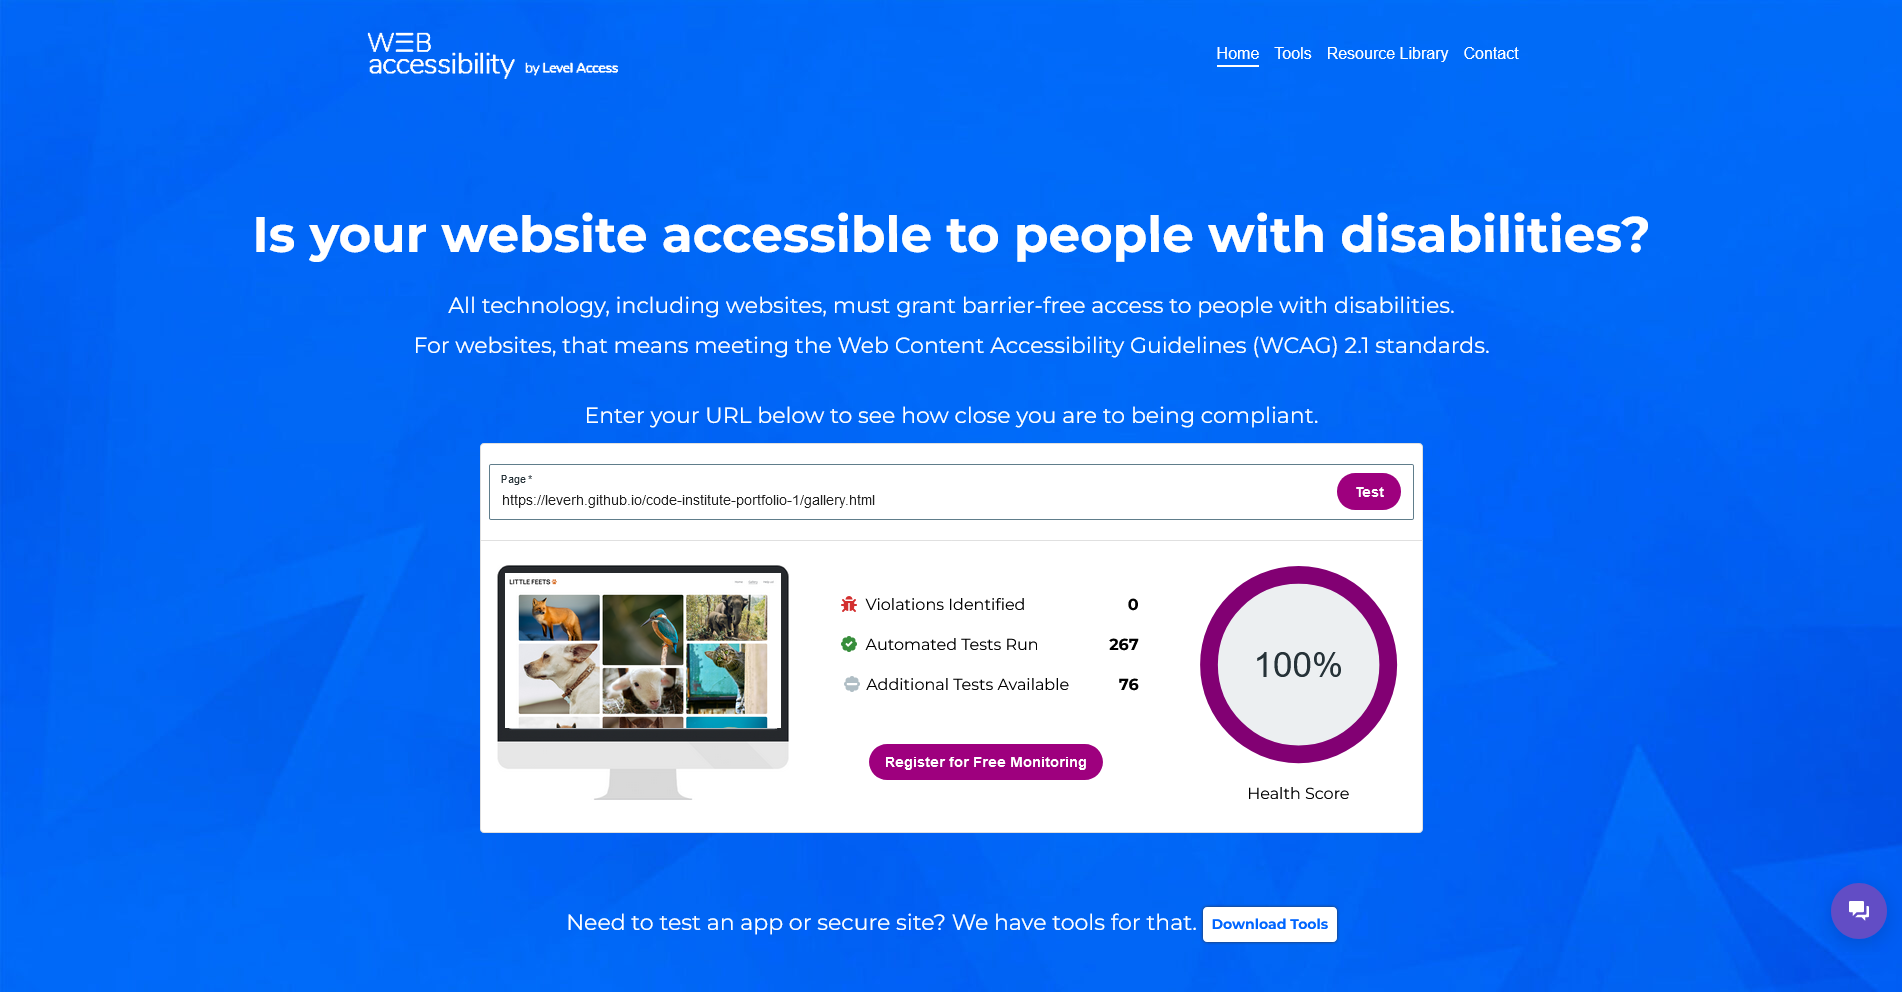 WEB
accessibility by Level Access
Home Tools Resource Library Contact
Is your website accessible to people with disabilities?
All technology, including websites, must grant barrier-free access to people with disabilities.
For websites, that means meeting the Web Content Accessibility Guidelines (WCAG) 2.1 standards.
Enter your URL below to see how close you are to being compliant.
Page *
https://leverh.github.io/code-institute-portfolio-1/gallery.html
Test
LITTLE FEETS
Violations Identified 0
Automated Tests Run 267
Additional Tests Available 76
Register for Free Monitoring
100%
Health Score
Need to test an app or secure site? We have tools for that. Download Tools